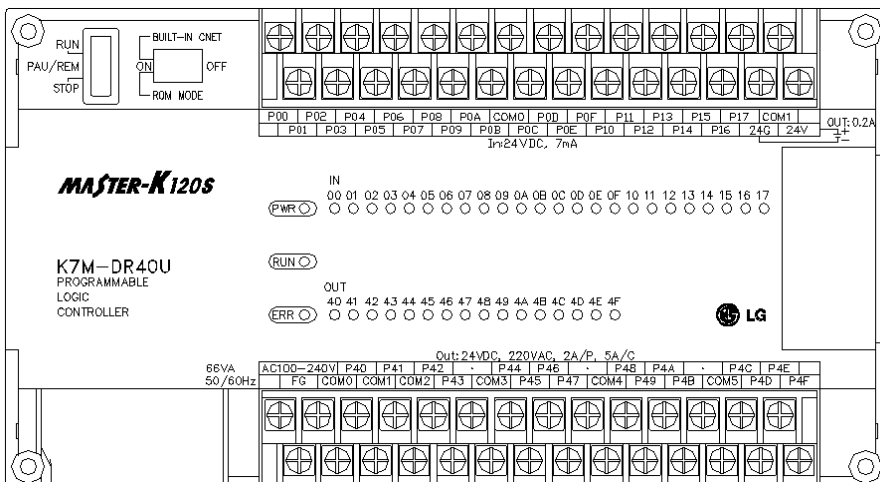 RUN
PAU/REM
STOP
BUILT-IN CNET
ON OFF
ROM MODE
P00 P02 P04 P06 P08 P0A COM0 P0D P0F P11 P13 P15 P17 COM1
P01 P03 P05 P07 P09 P0B P0C P0E P10 P12 P14 P16 24G 24V
OUT:0.2A
+
-
In:24VDC, 7mA
MASTER-K120S
IN
00 01 02 03 04 05 06 07 08 09 0A 0B 0C 0D 0E 0F 10 11 12 13 14 15 16 17
PWR
K7M-DR40U
PROGRAMMABLE
LOGIC
CONTROLLER
RUN
OUT
40 41 42 43 44 45 46 47 48 49 4A 4B 4C 4D 4E 4F
ERR
LG
Out:24VDC, 220VAC, 2A/P, 5A/C
66VA
50/60Hz
AC100-240V P40 P41 P42 · P44 P46 · P48 P4A · P4C P4E
FG COM0 COM1 COM2 P43 COM3 P45 P47 COM4 P49 P4B COM5 P4D P4F